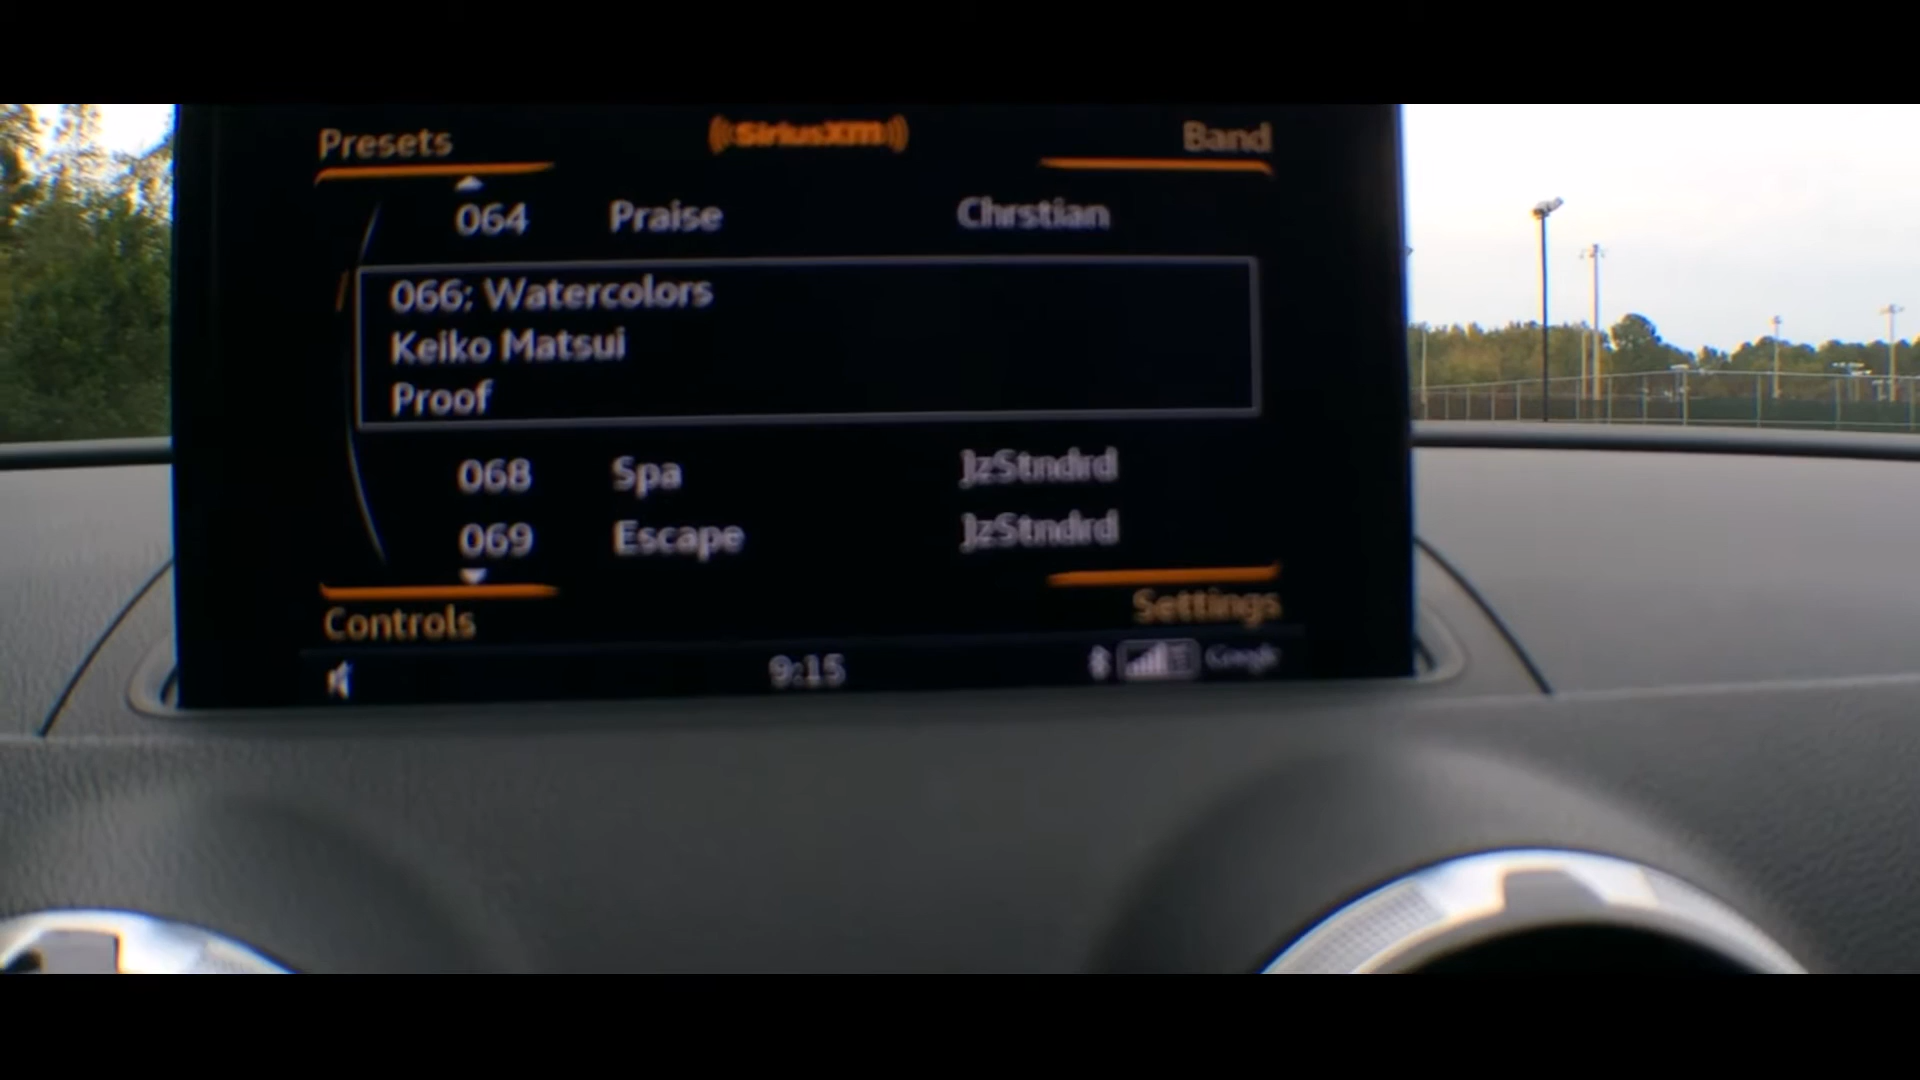 Presets ((SiriusXM)) Band
064 Praise Chrstian
066: Watercolors
Keiko Matsui
Proof
068 Spa JzStndrd
069 Escape JzStndrd
Controls Settings
9:15 Google